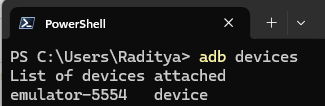 PowerShell
PS C:\Users\Raditya> adb devices
List of devices attached
emulator-5554   device